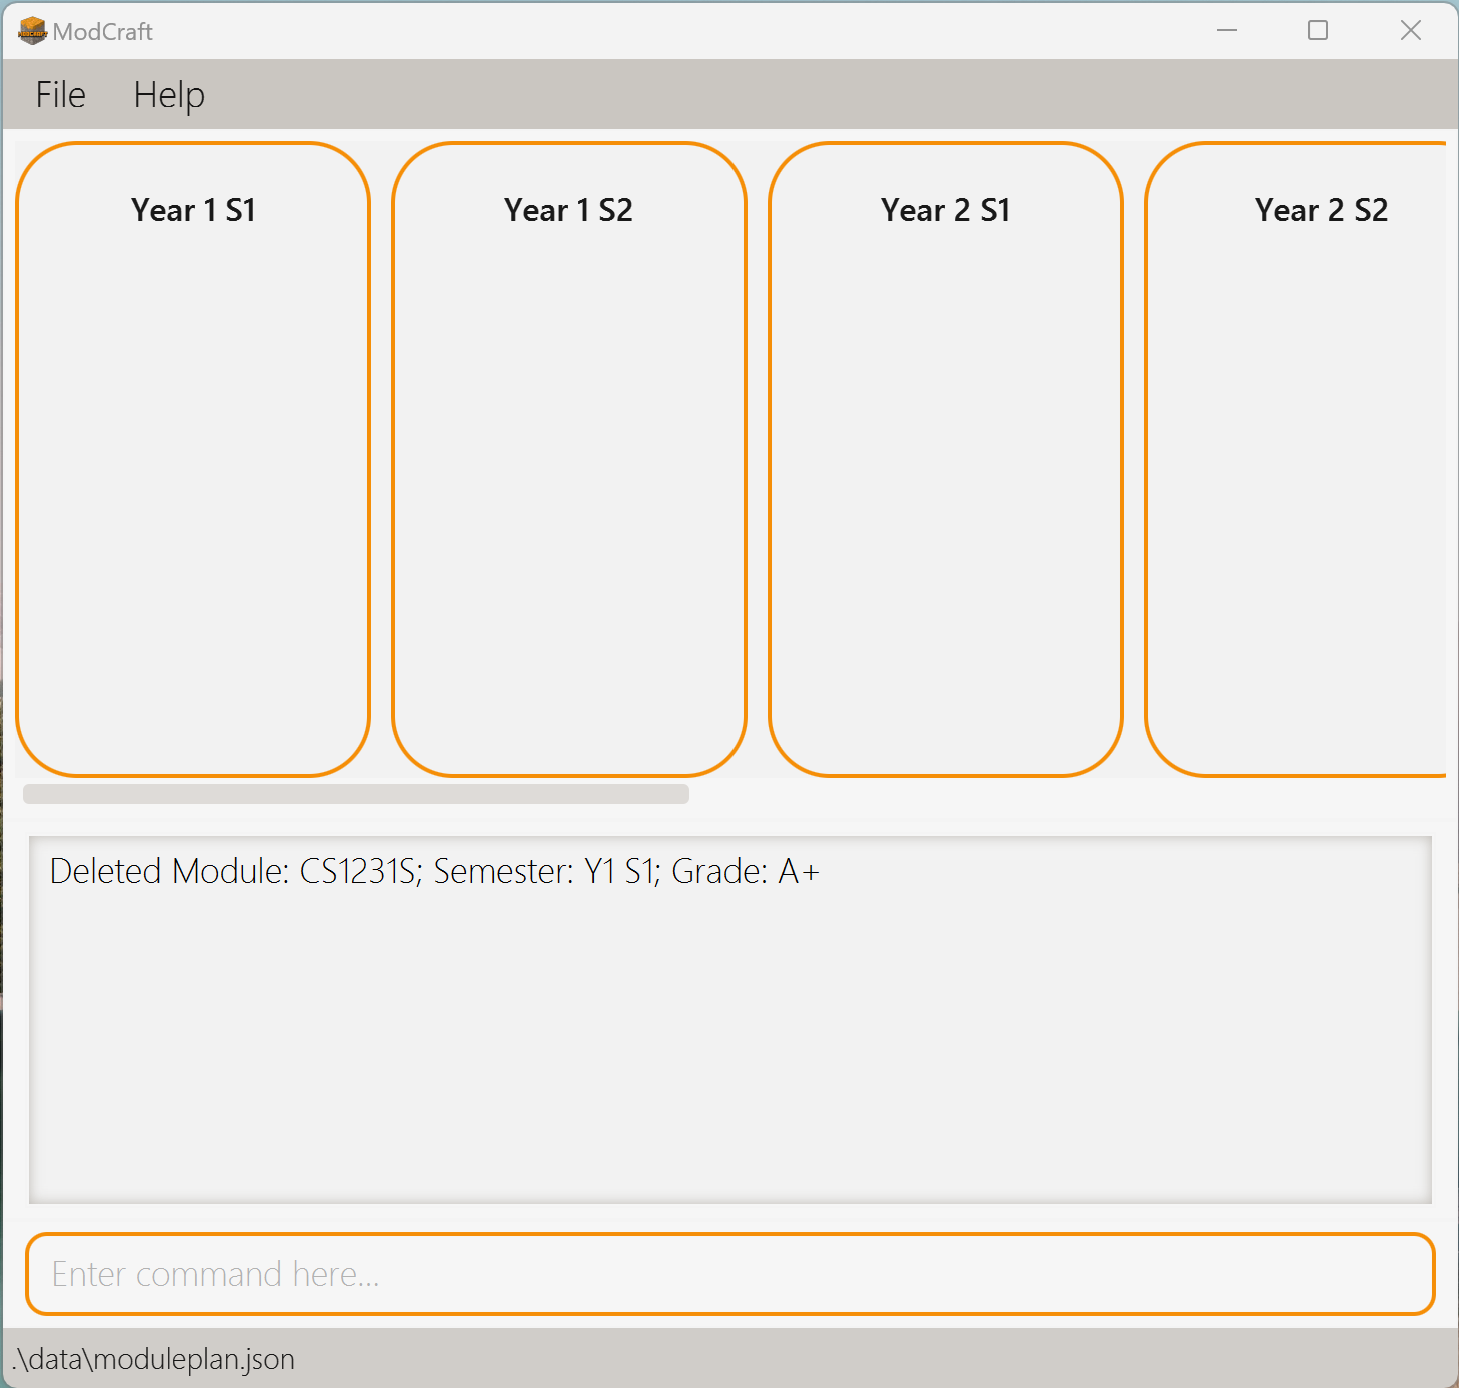 ModCraft
File Help
Year 1 S1 Year 1 S2 Year 2 S1 Year 2 S2
Deleted Module: CS1231S; Semester: Y1 S1; Grade: A+
Enter command here...
.\data\moduleplan.json